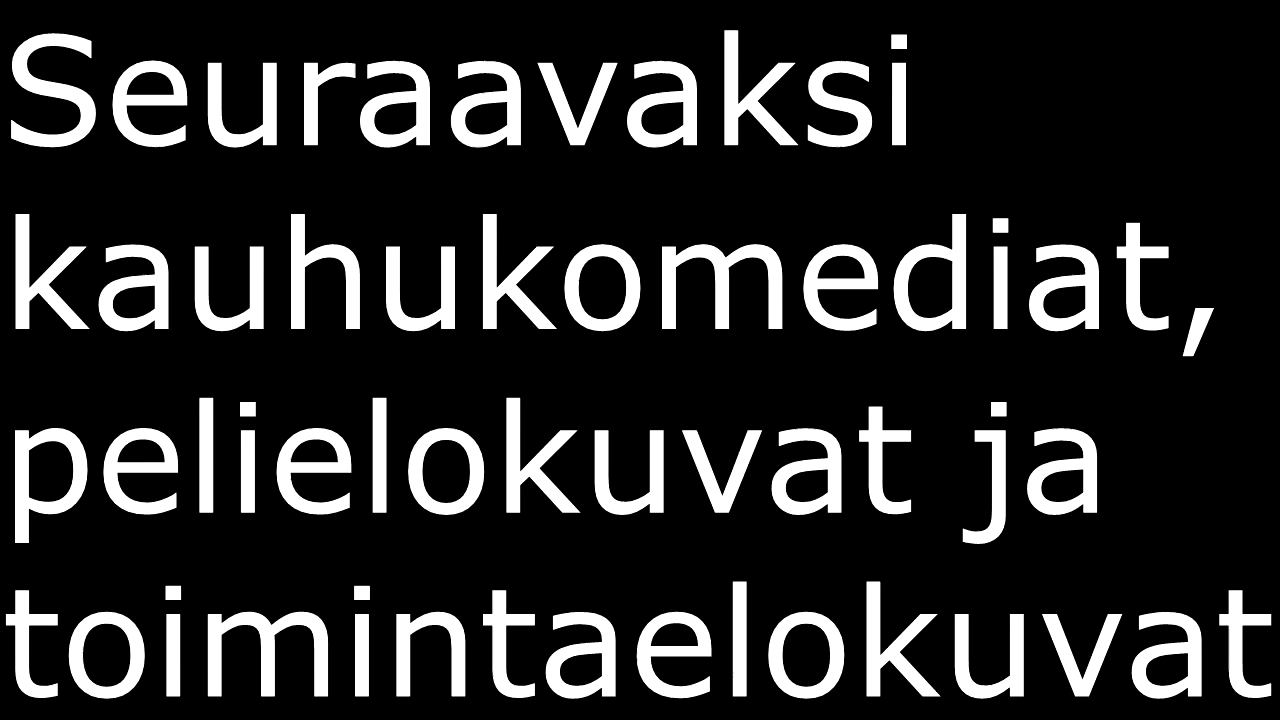 Seuraavaksi
kauhukomediat,
pelielokuvat ja
toimintaelokuvat